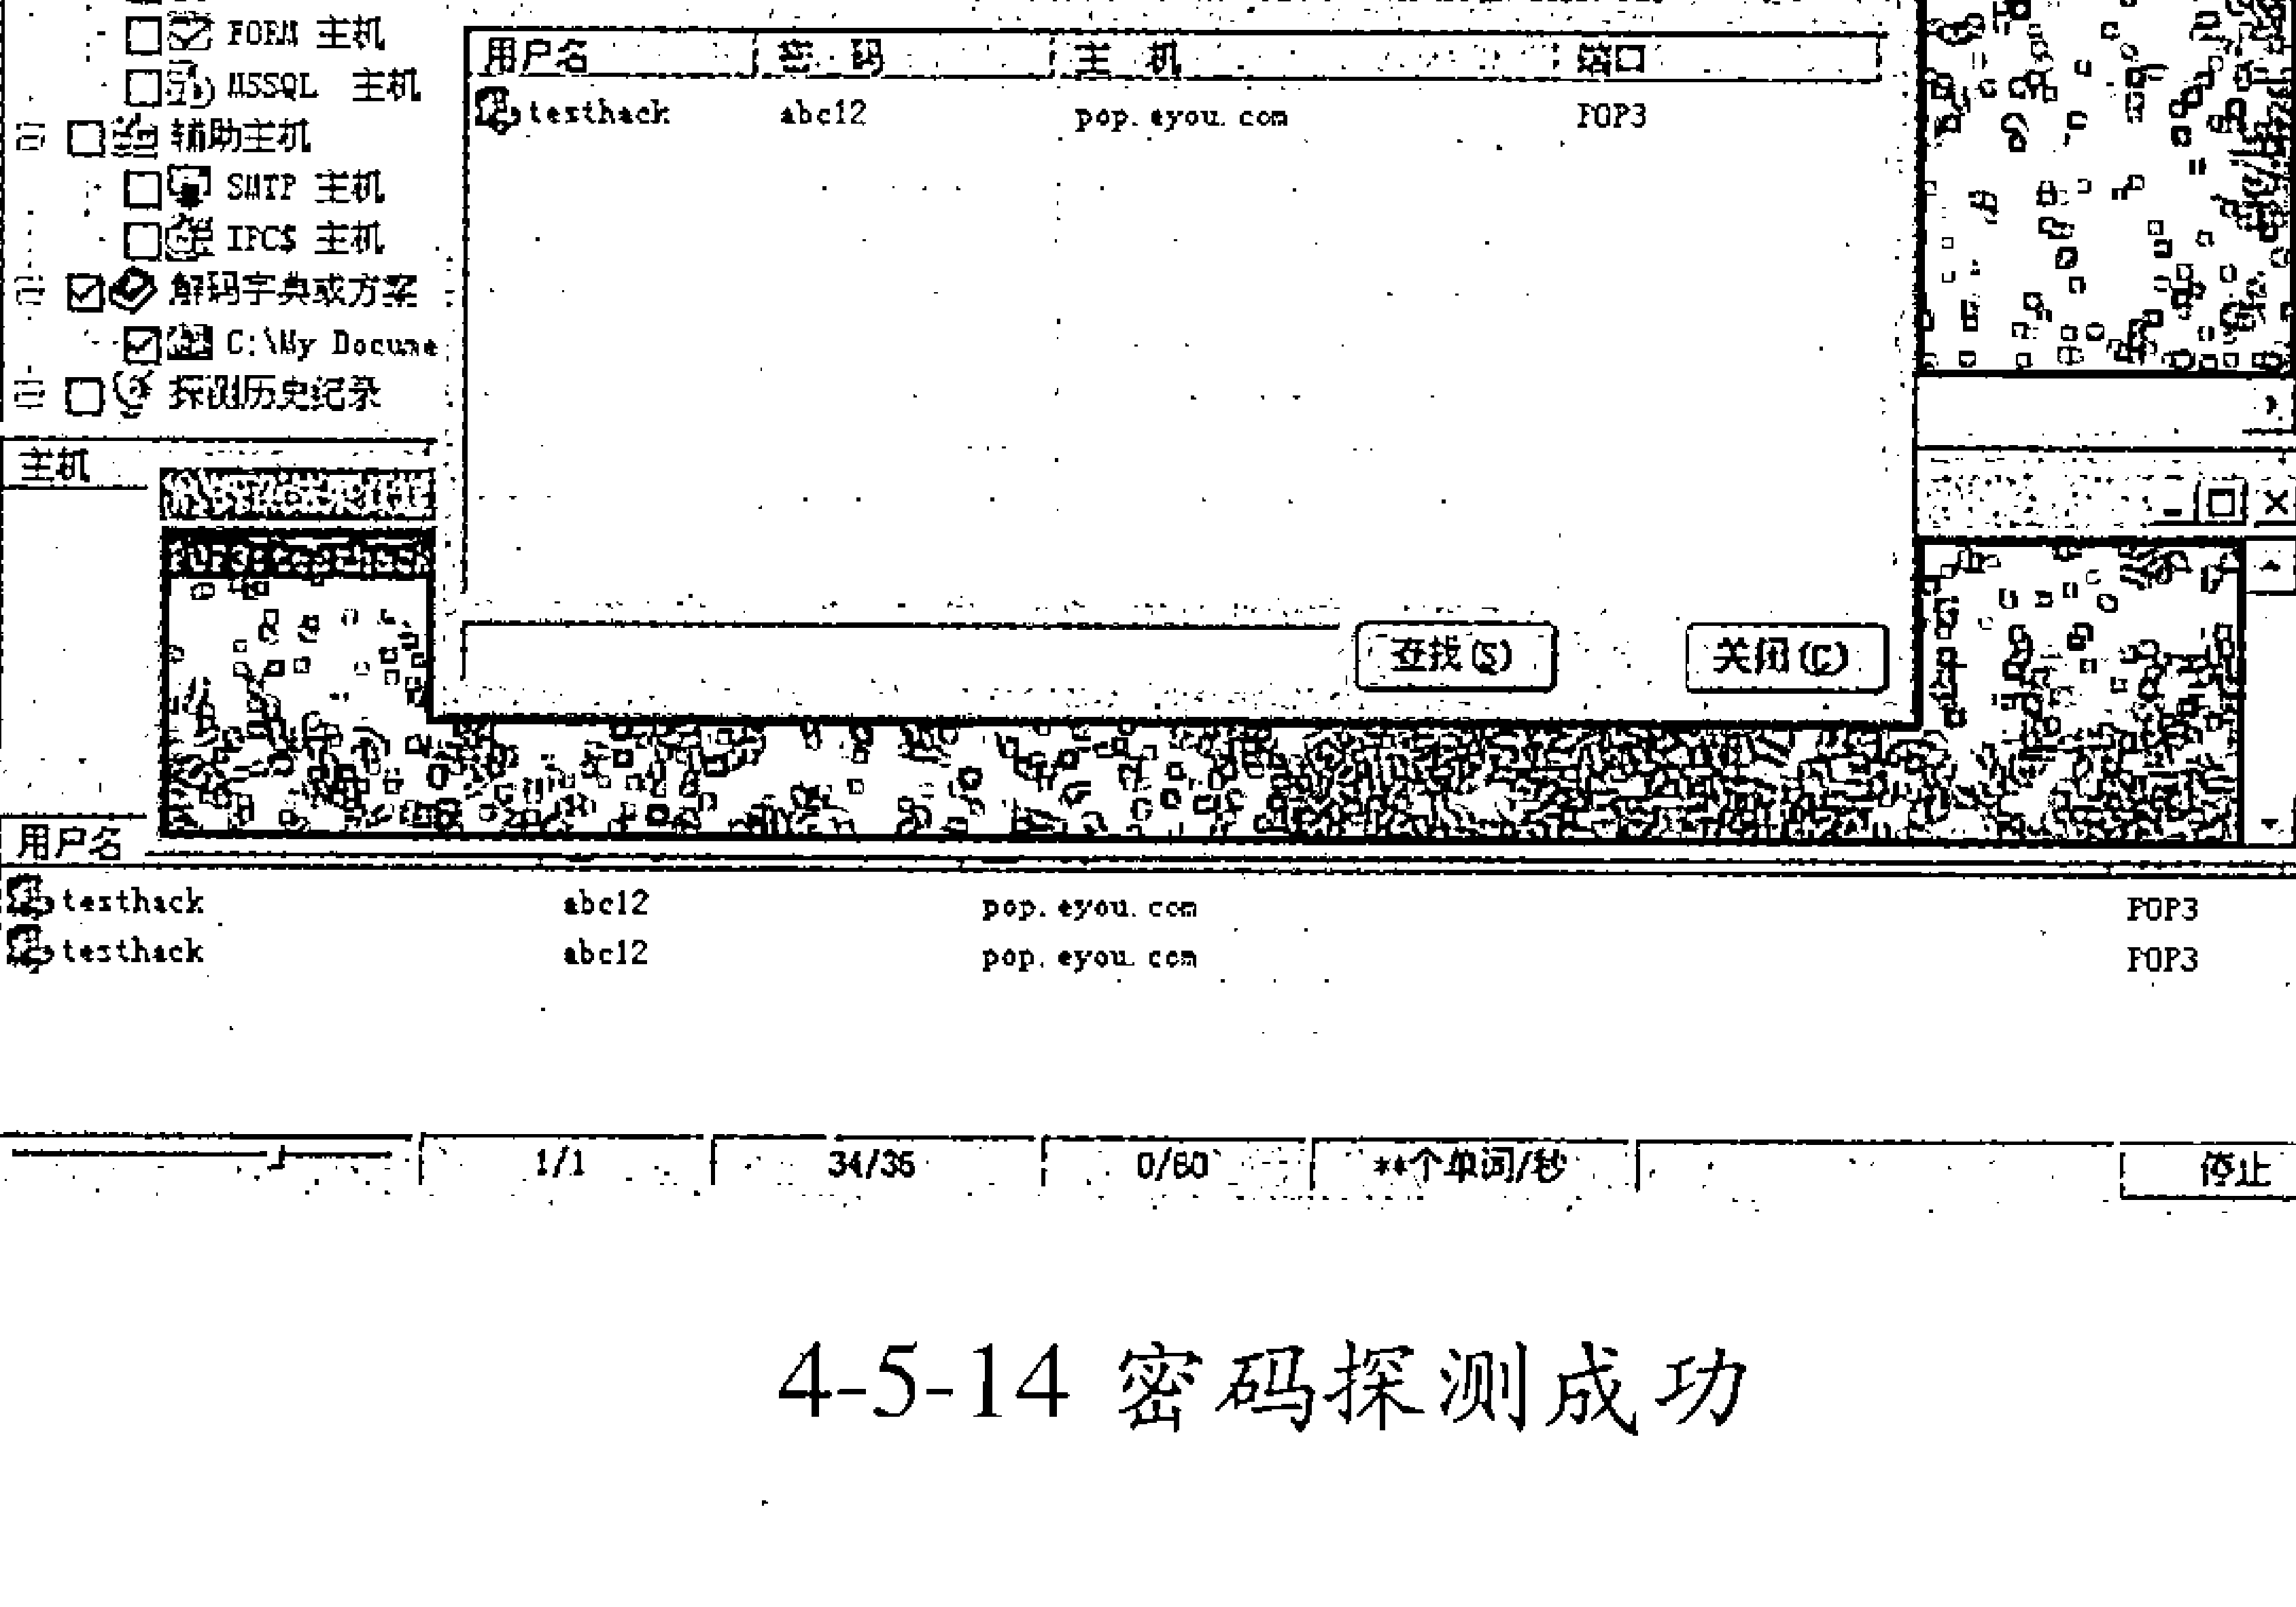 FORM 主机
MSSQL 主机
辅助主机
SMTP 主机
IPC$ 主机
解码字典或方案
C:\My Docume
探测历史纪录
主机
用户名 密 码 主 机 端口
testhack abc12 pop.eyou.com POP3
查找(S) 关闭(C)
用户名
testhack abc12 pop.eyou.com POP3
testhack abc12 pop.eyou.com POP3
1/1 34/36 0/60 **个单词/秒 停止
4-5-14 密码探测成功